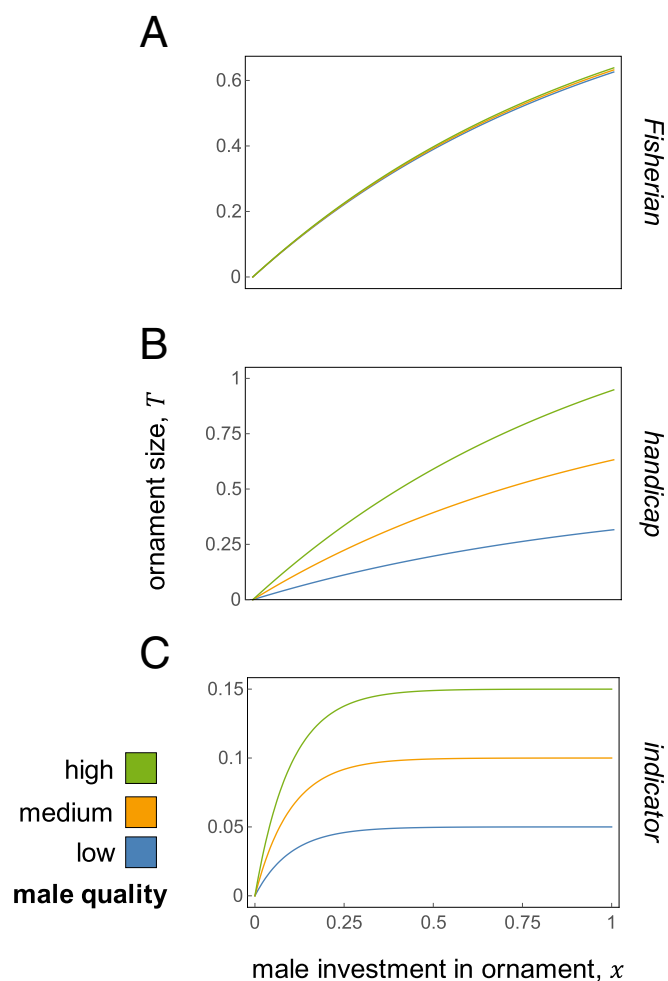 A
0.6
0.4
0.2
0
Fisherian
B
1
0.75
0.5
0.25
0
ornament size, T
handicap
C
0.15
0.1
0.05
0
indicator
high
medium
low
male quality
0 0.25 0.5 0.75 1
male investment in ornament, x